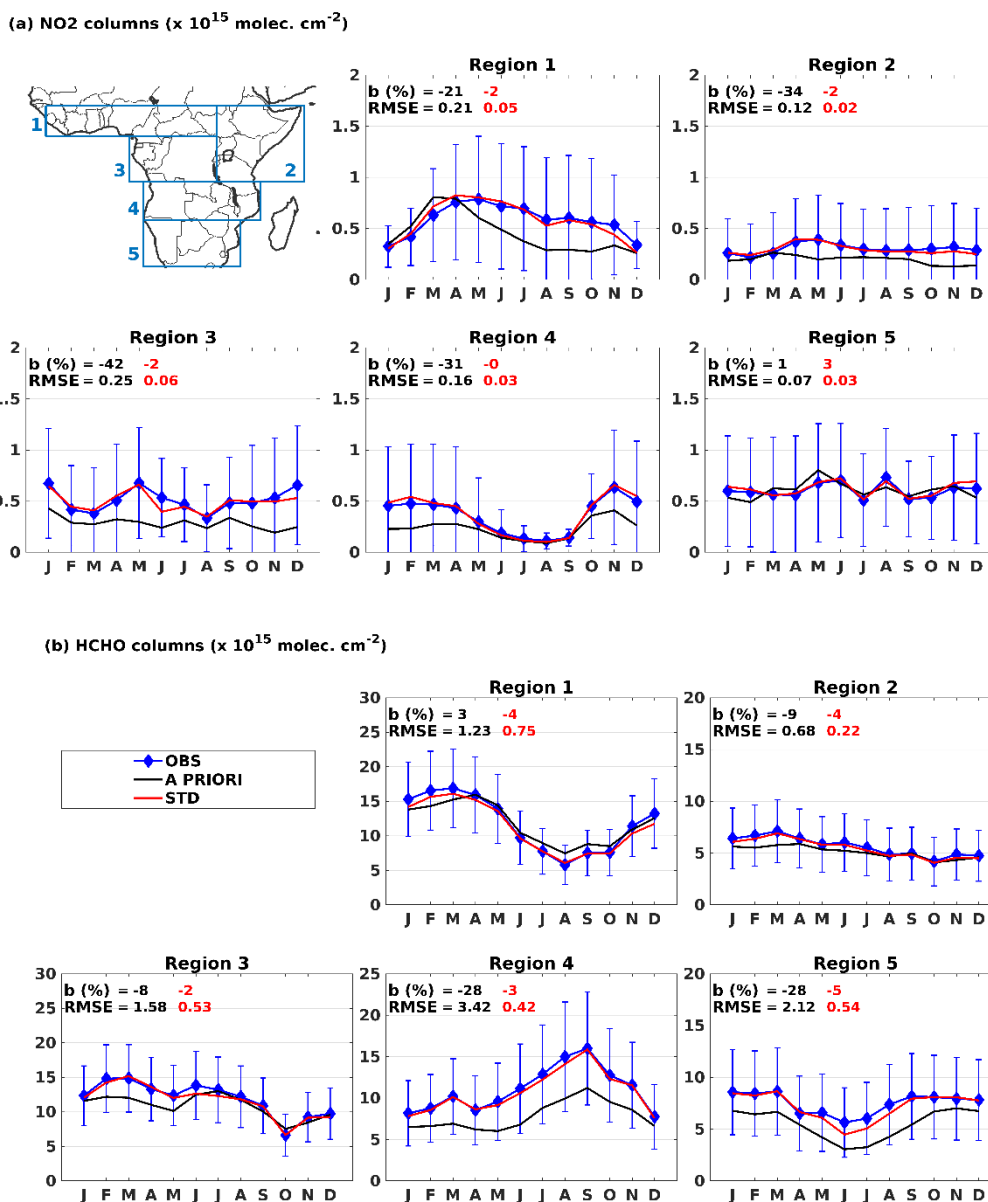 (a) NO2 columns (x 10^15 molec. cm^-2)
1
2
3
4
5
Region 1
b (%) = -21 -2
RMSE = 0.21 0.05
2
1.5
1
0.5
0
J F M A M J J A S O N D
Region 2
b (%) = -34 -2
RMSE = 0.12 0.02
2
1.5
1
0.5
0
J F M A M J J A S O N D
Region 3
b (%) = -42 -2
RMSE = 0.25 0.06
2
1.5
1
0.5
0
J F M A M J J A S O N D
Region 4
b (%) = -31 -0
RMSE = 0.16 0.03
2
1.5
1
0.5
0
J F M A M J J A S O N D
Region 5
b (%) = 1 3
RMSE = 0.07 0.03
2
1.5
1
0.5
0
J F M A M J J A S O N D
(b) HCHO columns (x 10^15 molec. cm^-2)
OBS
A PRIORI
STD
Region 1
b (%) = 3 -4
RMSE = 1.23 0.75
30
25
20
15
10
5
0
J F M A M J J A S O N D
Region 2
b (%) = -9 -4
RMSE = 0.68 0.22
20
15
10
5
0
J F M A M J J A S O N D
Region 3
b (%) = -8 -2
RMSE = 1.58 0.53
30
25
20
15
10
5
0
J F M A M J J A S O N D
Region 4
b (%) = -28 -3
RMSE = 3.42 0.42
25
20
15
10
5
0
J F M A M J J A S O N D
Region 5
b (%) = -28 -5
RMSE = 2.12 0.54
20
15
10
5
0
J F M A M J J A S O N D